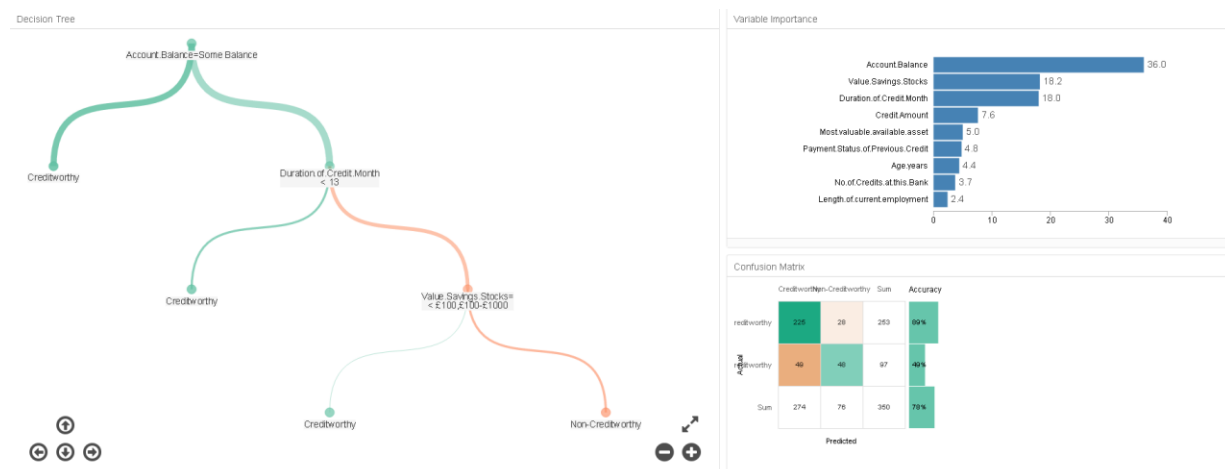 Decision Tree
Account.Balance=Some Balance
Creditworthy
Duration.of.Credit.Month
< 13
Creditworthy
Value.Savings.Stocks=
< £100,£100-£1000
Creditworthy
Non-Creditworthy
Variable Importance
Account.Balance 36.0
Value.Savings.Stocks 18.2
Duration.of.Credit.Month 18.0
Credit.Amount 7.6
Most.valuable.available.asset 5.0
Payment.Status.of.Previous.Credit 4.8
Age.years 4.4
No.of.Credits.at.this.Bank 3.7
Length.of.current.employment 2.4
0 10 20 30 40
Confusion Matrix
Sum Accuracy
reditworthy 225 28 253 89%
49 48 97 49%
Actual
Sum 274 76 350 78%
Predicted